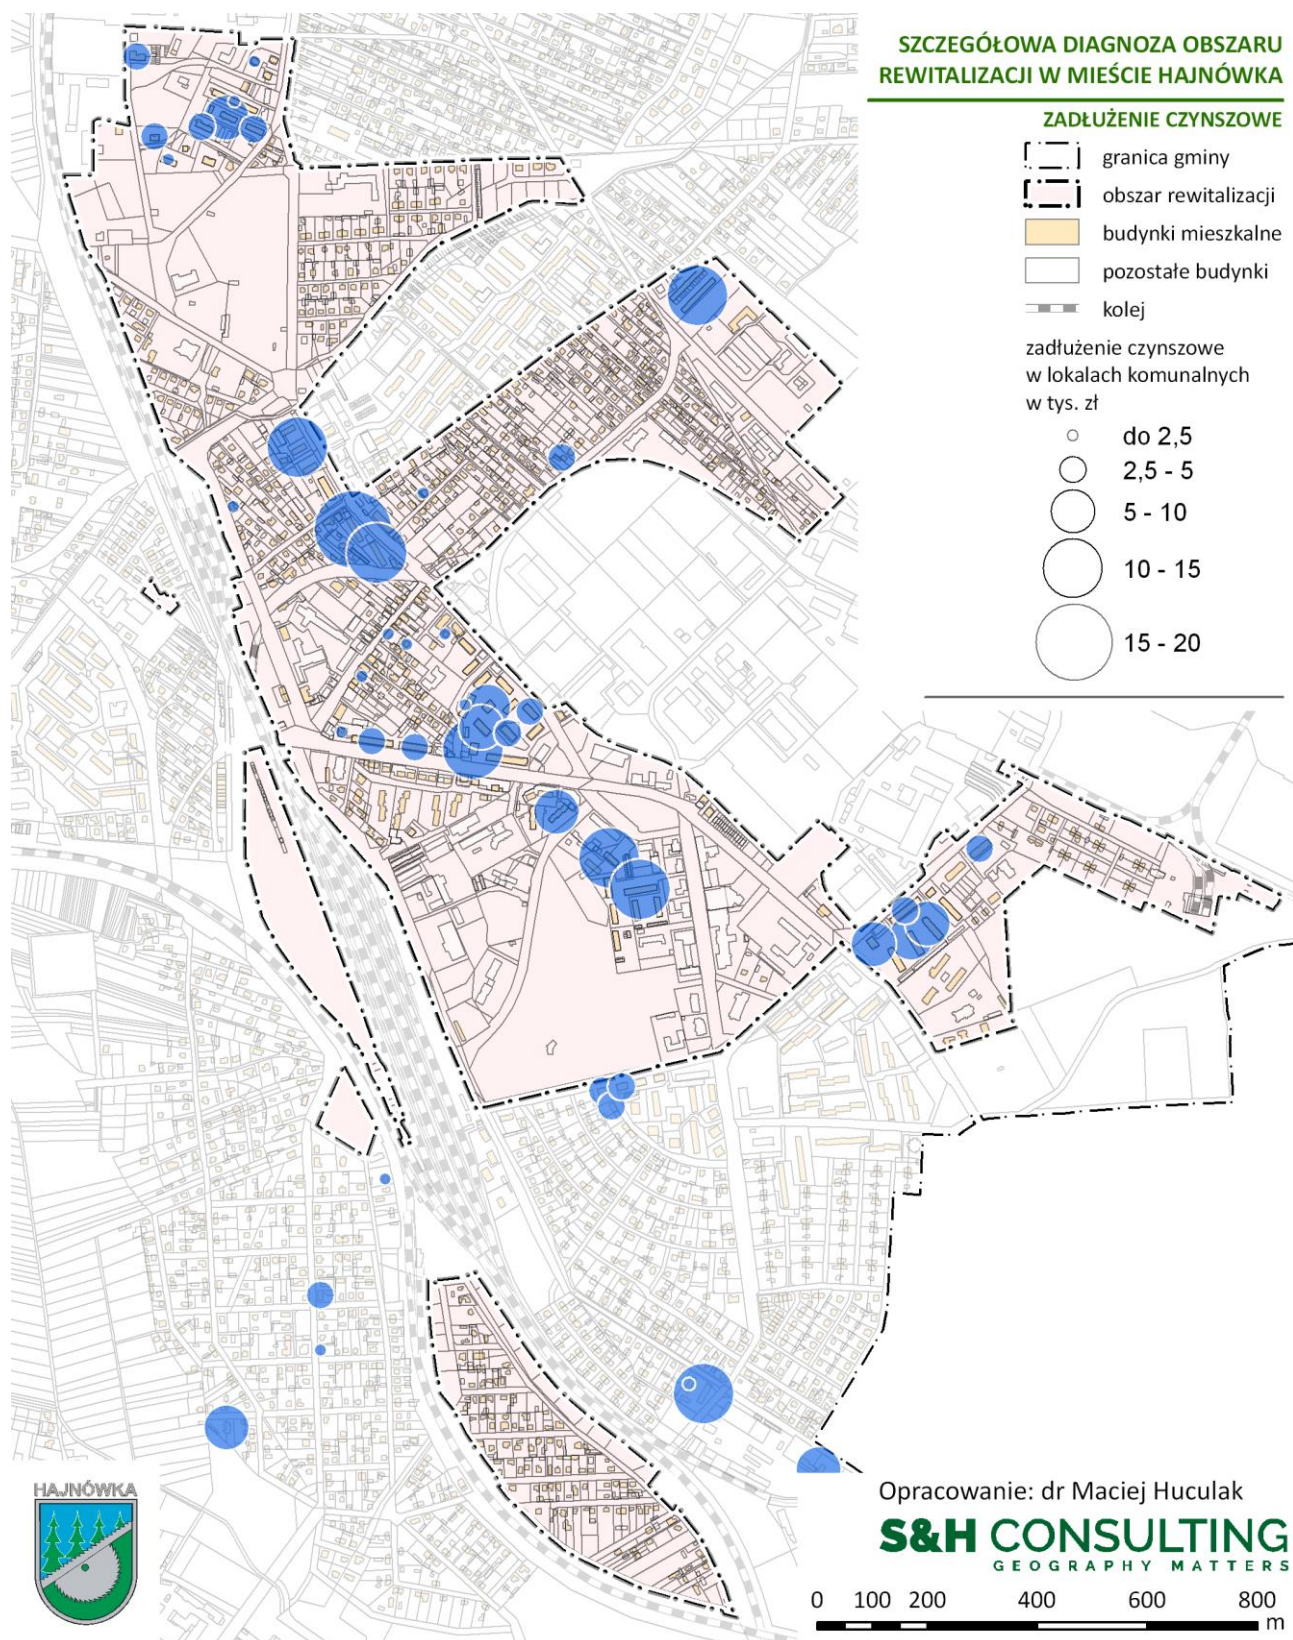 SZCZEGÓŁOWA DIAGNOZA OBSZARU
REWITALIZACJI W MIEŚCIE HAJNÓWKA
ZADŁUŻENIE CZYNSZOWE
granica gminy
obszar rewitalizacji
budynki mieszkalne
pozostałe budynki
kolej
zadłużenie czynszowe
w lokalach komunalnych
w tys. zł
do 2,5
2,5 - 5
5 - 10
10 - 15
15 - 20
HAJNÓWKA
Opracowanie: dr Maciej Huculak
S&H CONSULTING
GEOGRAPHY MATTERS
0 100 200 400 600 800
m